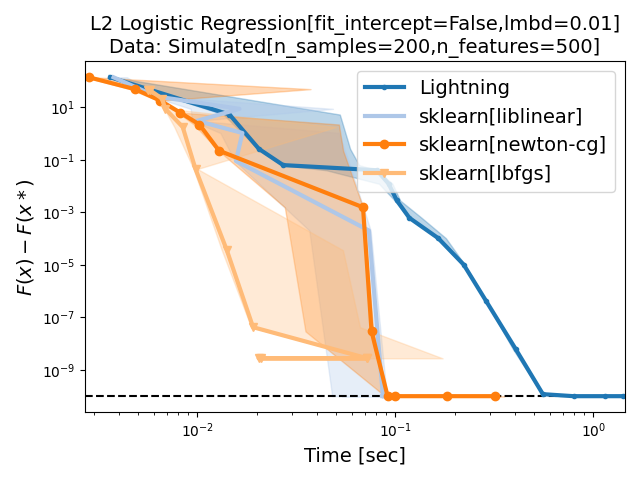 L2 Logistic Regression[fit_intercept=False,lmbd=0.01]
Data: Simulated[n_samples=200,n_features=500]
Lightning
sklearn[liblinear]
sklearn[newton-cg]
sklearn[lbfgs]
F(x) − F(x*)
10¹
10⁻¹
10⁻³
10⁻⁵
10⁻⁷
10⁻⁹
10⁻²
10⁻¹
10⁰
Time [sec]